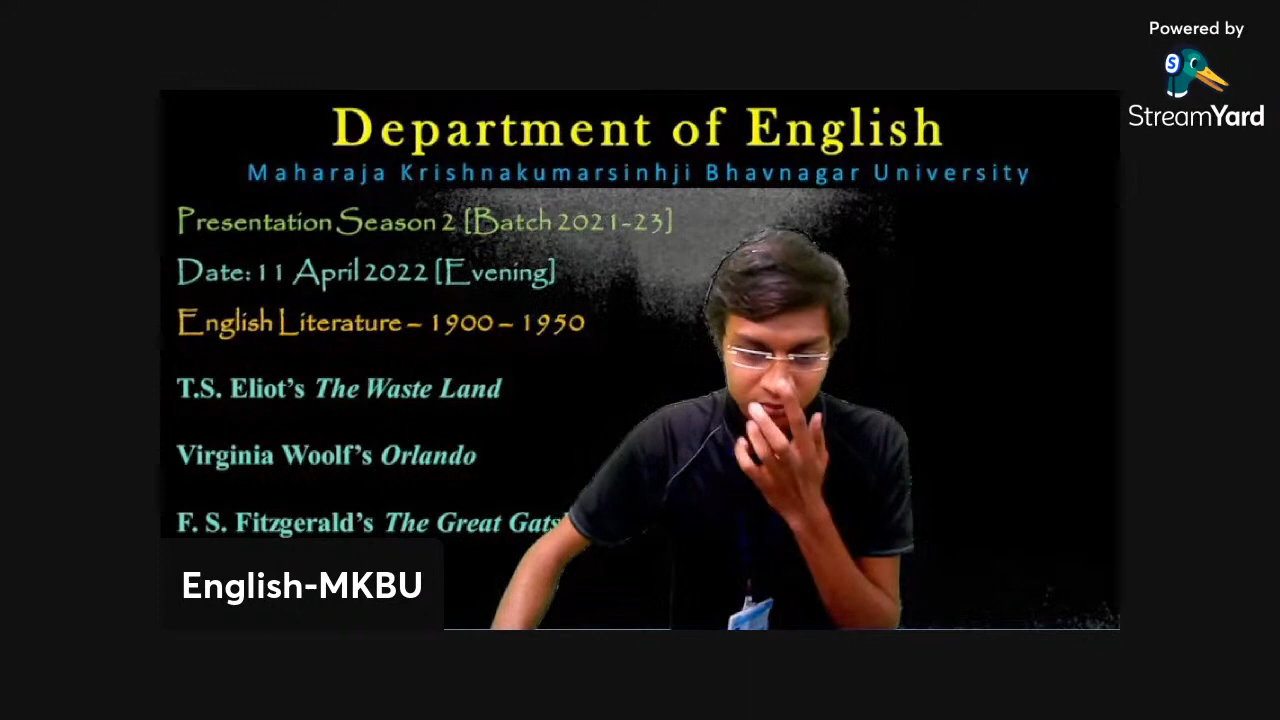 Powered by
StreamYard
Department of English
Maharaja Krishnakumarsinhji Bhavnagar University
Presentation Season 2 [Batch 2021-23]
Date: 11 April 2022 [Evening]
English Literature – 1900 – 1950
T.S. Eliot's The Waste Land
Virginia Woolf's Orlando
F. S. Fitzgerald's The Great Gats
English-MKBU